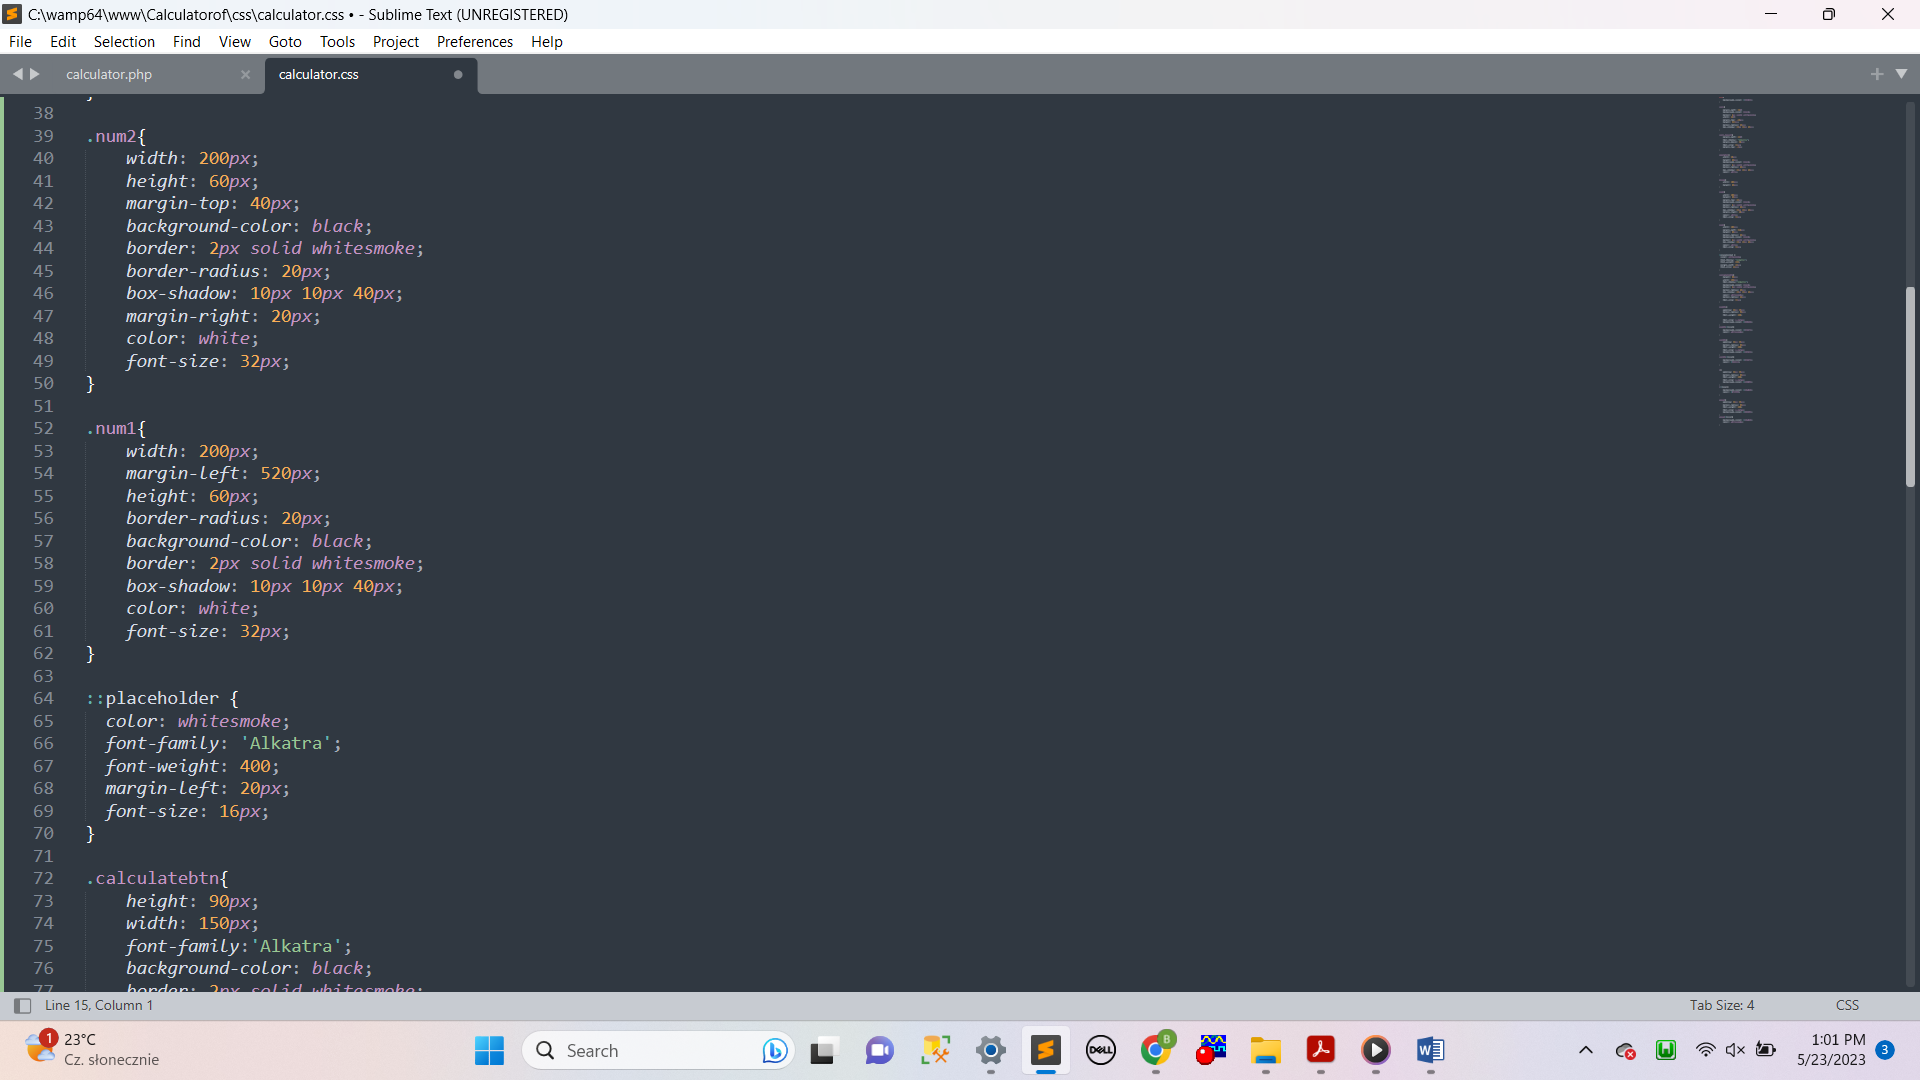 C:\wamp64\www\Calculatorof\css\calculator.css • - Sublime Text (UNREGISTERED)
File Edit Selection Find View Goto Tools Project Preferences Help
calculator.php calculator.css
}
38
39 .num2{
40 width: 200px;
41 height: 60px;
42 margin-top: 40px;
43 background-color: black;
44 border: 2px solid whitesmoke;
45 border-radius: 20px;
46 box-shadow: 10px 10px 40px;
47 margin-right: 20px;
48 color: white;
49 font-size: 32px;
50 }
51
52 .num1{
53 width: 200px;
54 margin-left: 520px;
55 height: 60px;
56 border-radius: 20px;
57 background-color: black;
58 border: 2px solid whitesmoke;
59 box-shadow: 10px 10px 40px;
60 color: white;
61 font-size: 32px;
62 }
63
64 ::placeholder {
65 color: whitesmoke;
66 font-family: 'Alkatra';
67 font-weight: 400;
68 margin-left: 20px;
69 font-size: 16px;
70 }
71
72 .calculatebtn{
73 height: 90px;
74 width: 150px;
75 font-family:'Alkatra';
76 background-color: black;
77 border: 2px solid whitesmoke;
Line 15, Column 1 Tab Size: 4 CSS
1 23°C
Cz. słonecznie
Search
DELL
B
W
1:01 PM
5/23/2023
3